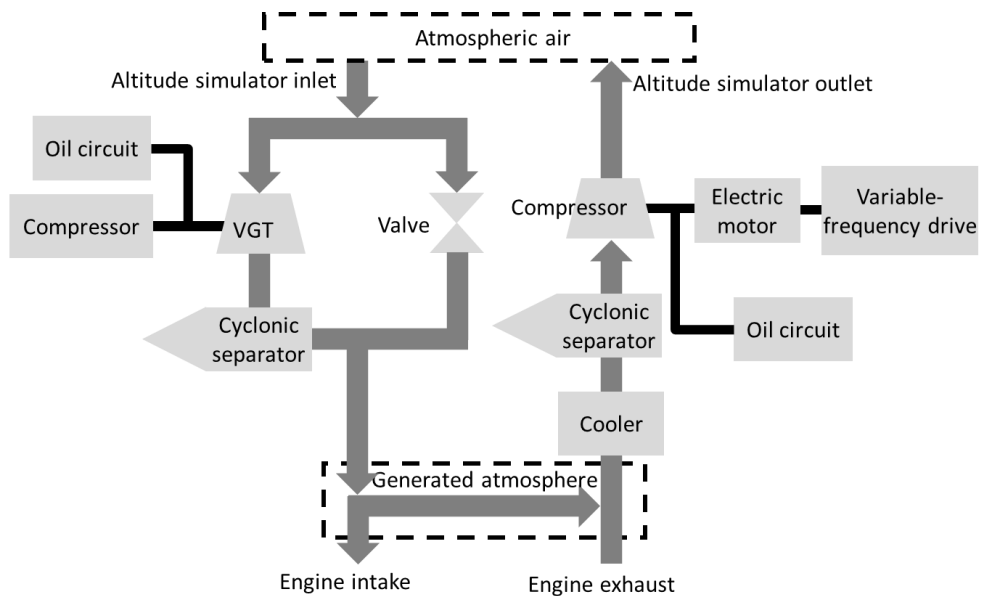 Atmospheric air
Altitude simulator inlet
Altitude simulator outlet
Oil circuit
Compressor
VGT
Valve
Compressor
Electric
motor
Variable-
frequency drive
Cyclonic
separator
Cyclonic
separator
Oil circuit
Cooler
Generated atmosphere
Engine intake
Engine exhaust